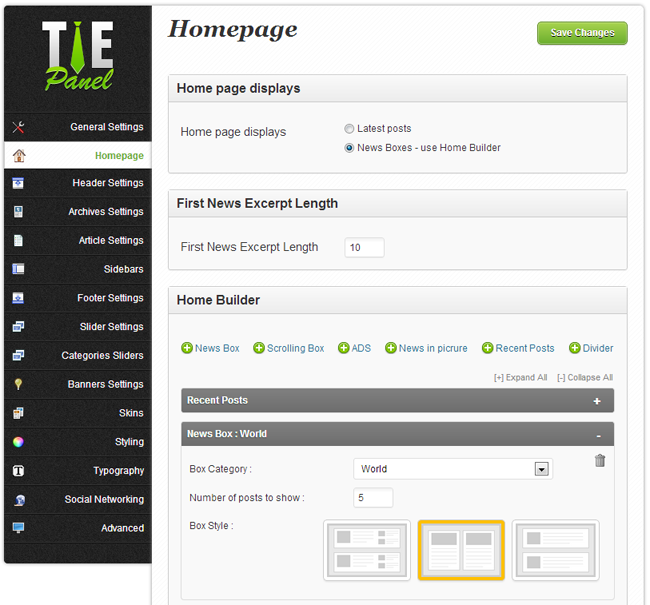 TIE
Panel
General Settings
Homepage
Header Settings
Archives Settings
Article Settings
Sidebars
Footer Settings
Slider Settings
Categories Sliders
Banners Settings
Skins
Styling
Typography
Social Networking
Advanced
Homepage
Save Changes
Home page displays
Home page displays
Latest posts
News Boxes - use Home Builder
First News Excerpt Length
First News Excerpt Length 10
Home Builder
News Box Scrolling Box ADS News in picrure Recent Posts Divider
[+] Expand All [-] Collapse All
Recent Posts +
News Box : World -
Box Category : World
Number of posts to show : 5
Box Style :